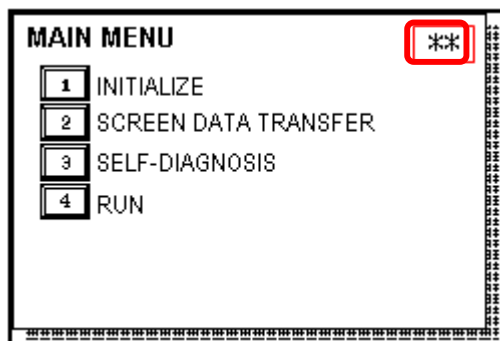 MAIN MENU **
1 INITIALIZE
2 SCREEN DATA TRANSFER
3 SELF-DIAGNOSIS
4 RUN